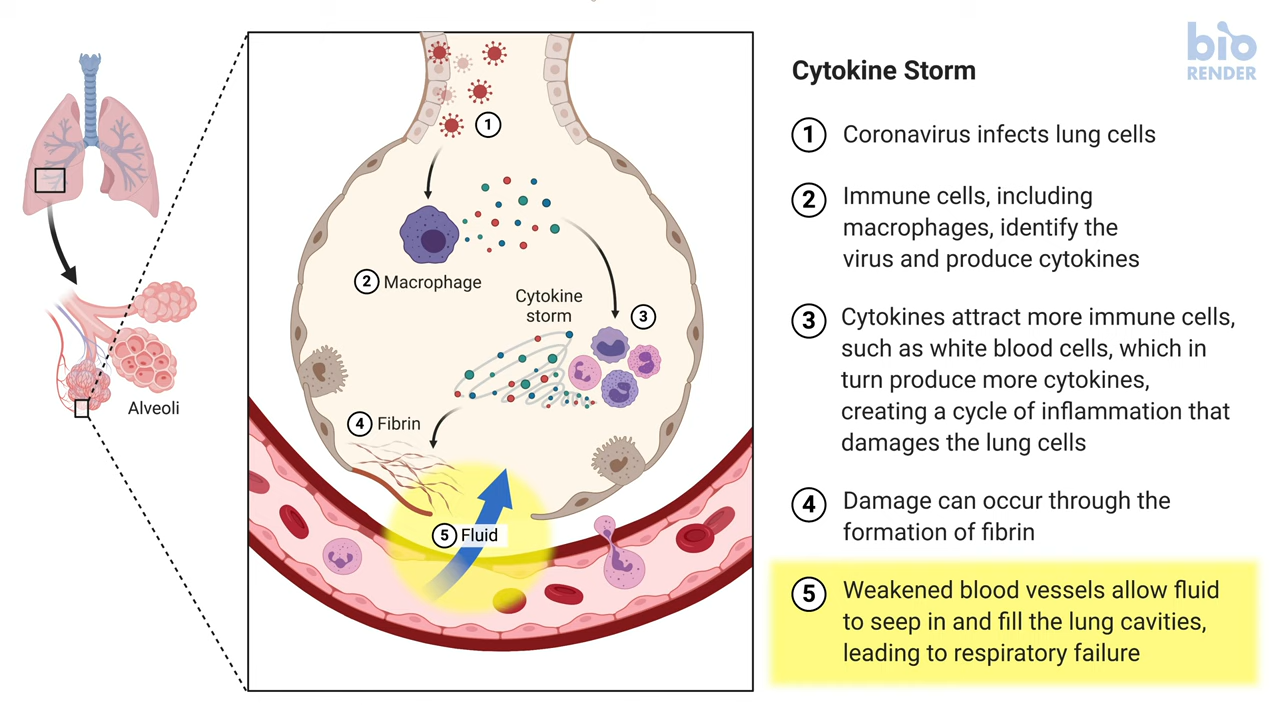 bio
RENDER
Cytokine Storm
1 Coronavirus infects lung cells
2 Immune cells, including
macrophages, identify the
virus and produce cytokines
3 Cytokines attract more immune cells,
such as white blood cells, which in
turn produce more cytokines,
creating a cycle of inflammation that
damages the lung cells
4 Damage can occur through the
formation of fibrin
5 Weakened blood vessels allow fluid
to seep in and fill the lung cavities,
leading to respiratory failure
1
2 Macrophage
Cytokine
storm
3
4 Fibrin
5 Fluid
Alveoli